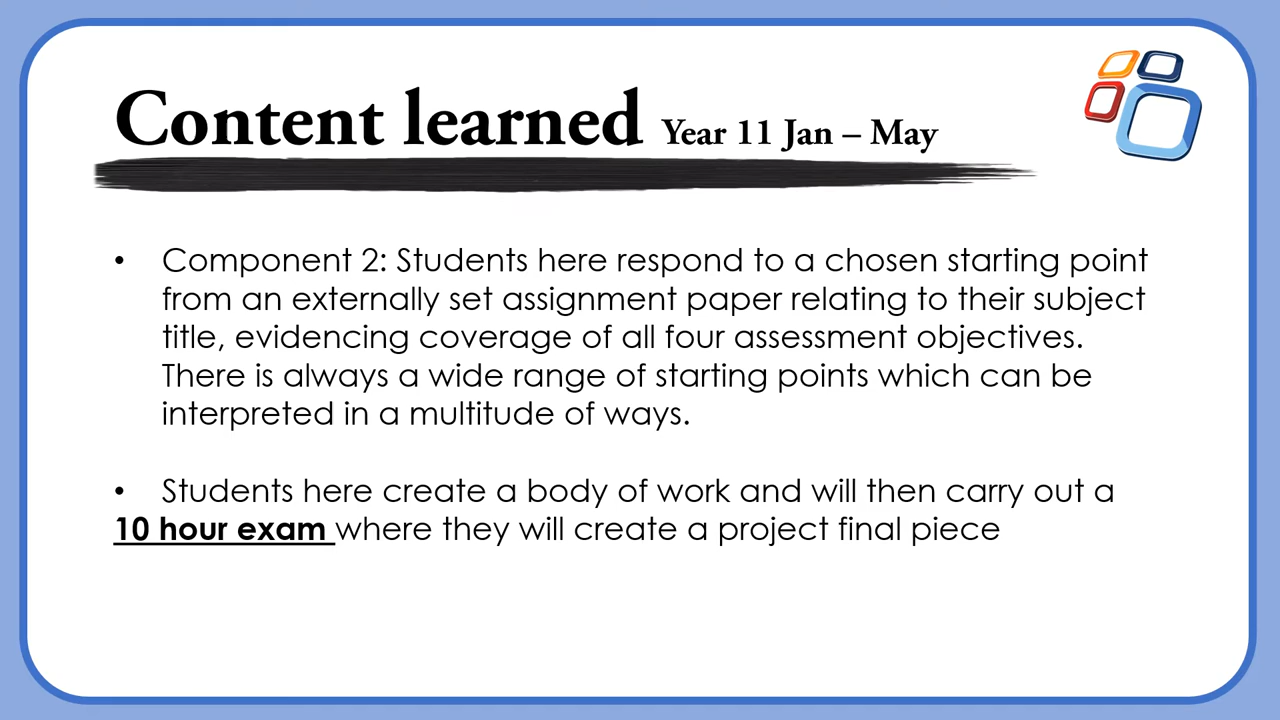 Content learned Year 11 Jan – May
• Component 2: Students here respond to a chosen starting point
from an externally set assignment paper relating to their subject
title, evidencing coverage of all four assessment objectives.
There is always a wide range of starting points which can be
interpreted in a multitude of ways.
• Students here create a body of work and will then carry out a
10 hour exam where they will create a project final piece